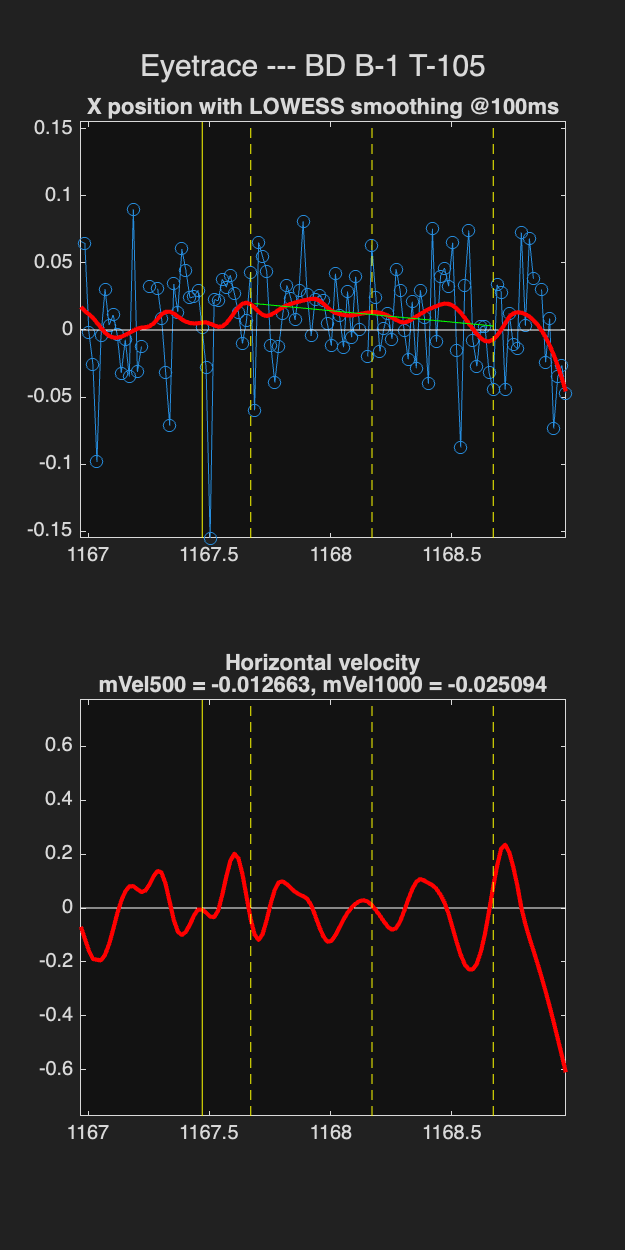 Eyetrace --- BD B-1 T-105
X position with LOWESS smoothing @100ms
0.15
0.1
0.05
0
-0.05
-0.1
-0.15
1167 1167.5 1168 1168.5
Horizontal velocity
mVel500 = -0.012663, mVel1000 = -0.025094
0.6
0.4
0.2
0
-0.2
-0.4
-0.6
1167 1167.5 1168 1168.5